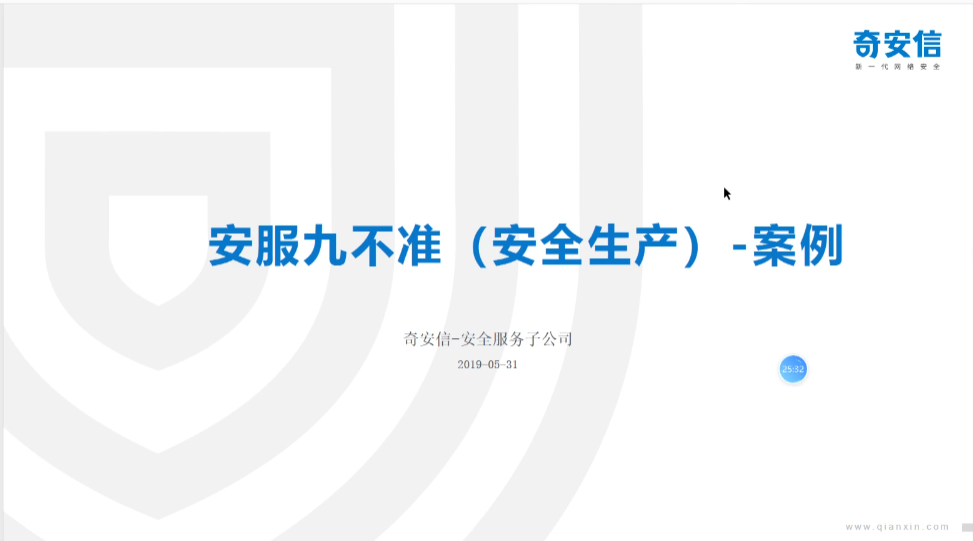 奇安信
新一代网络安全
安服九不准（安全生产）-案例
奇安信-安全服务子公司
2019-05-31
25:32
www.qianxin.com